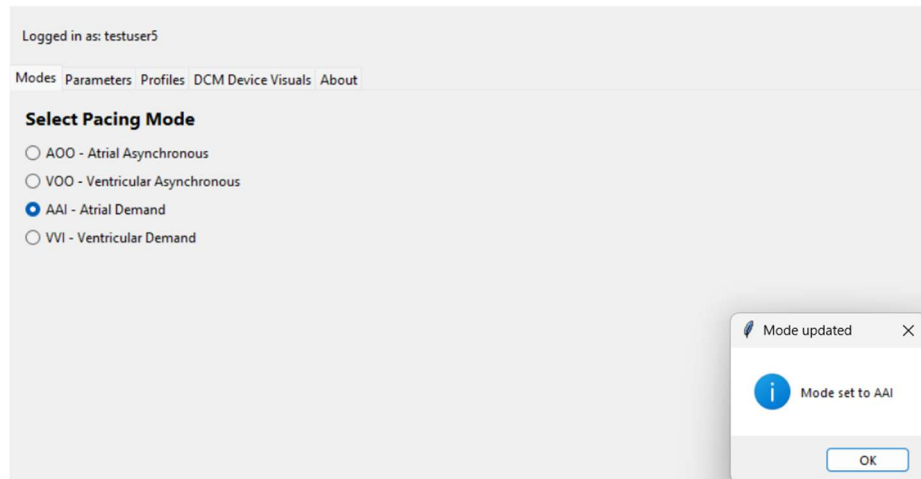 Logged in as: testuser5
Modes Parameters Profiles DCM Device Visuals About
Select Pacing Mode
AOO - Atrial Asynchronous
VOO - Ventricular Asynchronous
AAI - Atrial Demand
VVI - Ventricular Demand
Mode updated
Mode set to AAI
OK